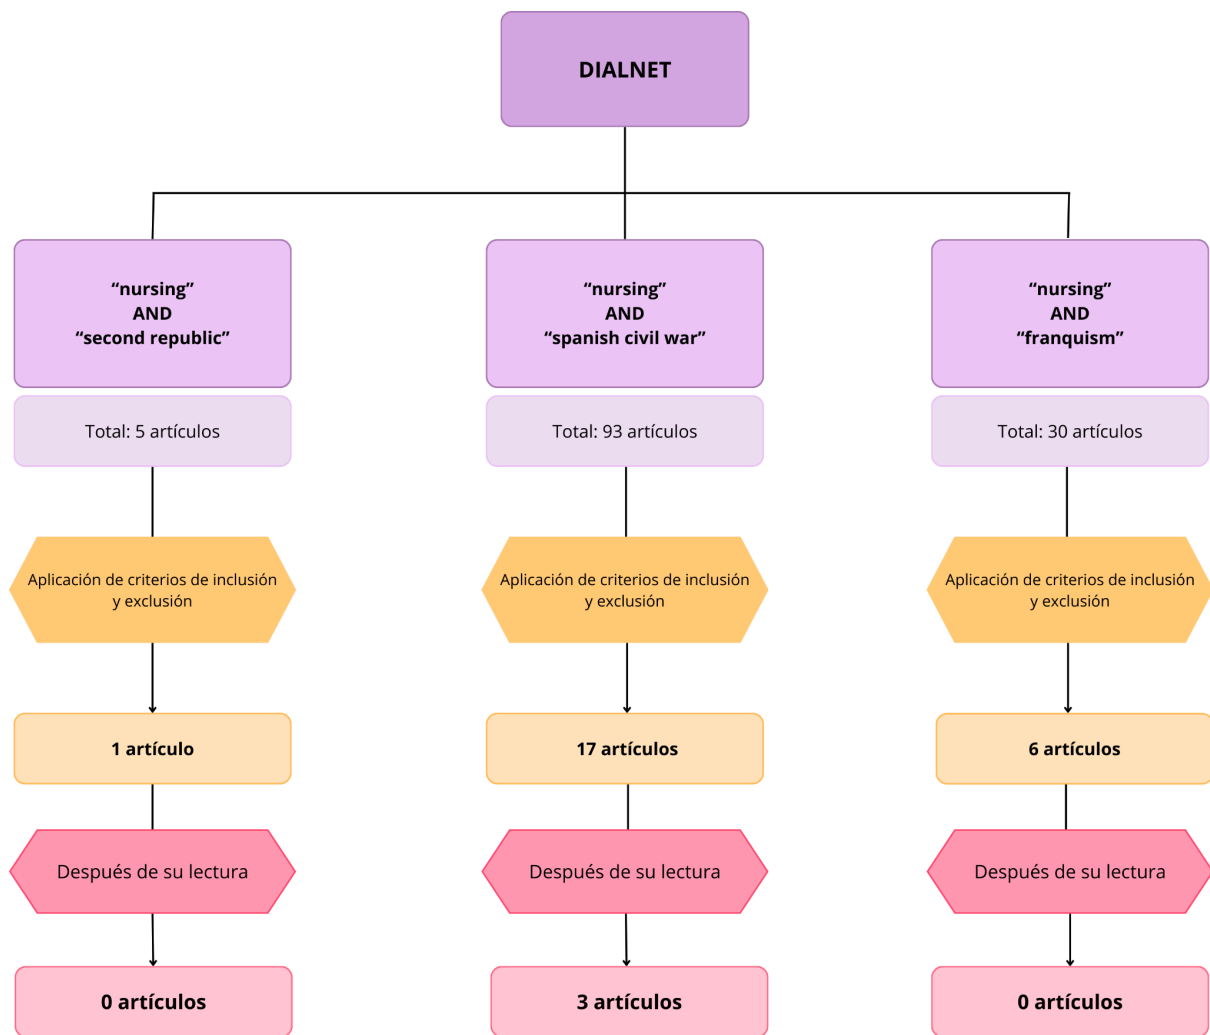 DIALNET
“nursing”
AND
“second republic”
“nursing”
AND
“spanish civil war”
“nursing”
AND
“franquism”
Total: 5 artículos
Total: 93 artículos
Total: 30 artículos
Aplicación de criterios de inclusión
y exclusión
Aplicación de criterios de inclusión
y exclusión
Aplicación de criterios de inclusión
y exclusión
1 artículo
17 artículos
6 artículos
Después de su lectura
Después de su lectura
Después de su lectura
0 artículos
3 artículos
0 artículos